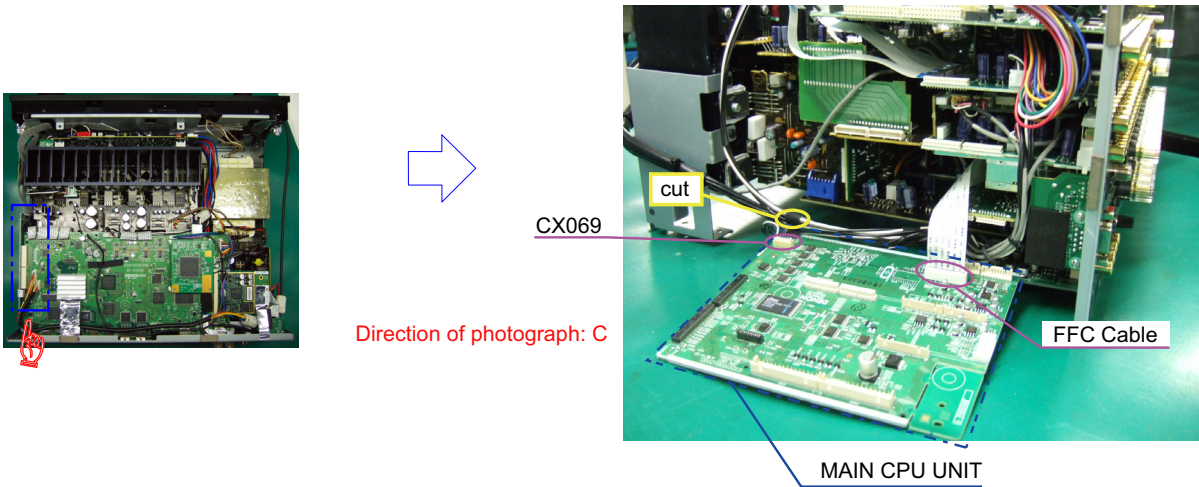 cut
CX069
Direction of photograph: C
FFC Cable
MAIN CPU UNIT